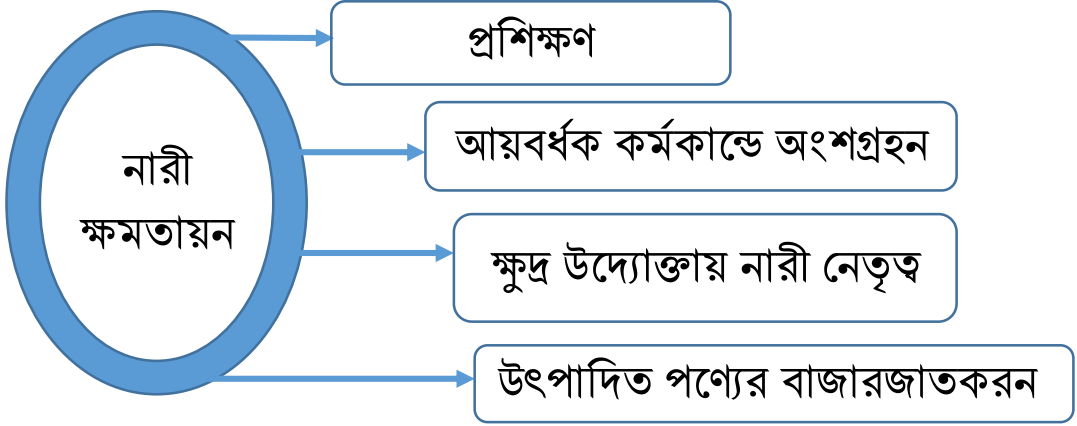 প্রশিক্ষণ
আয়বর্ধক কর্মকান্ডে অংশগ্রহন
নারী
ক্ষমতায়ন
ক্ষুদ্র উদ্যোক্তায় নারী নেতৃত্ব
উৎপাদিত পণ্যের বাজারজাতকরন